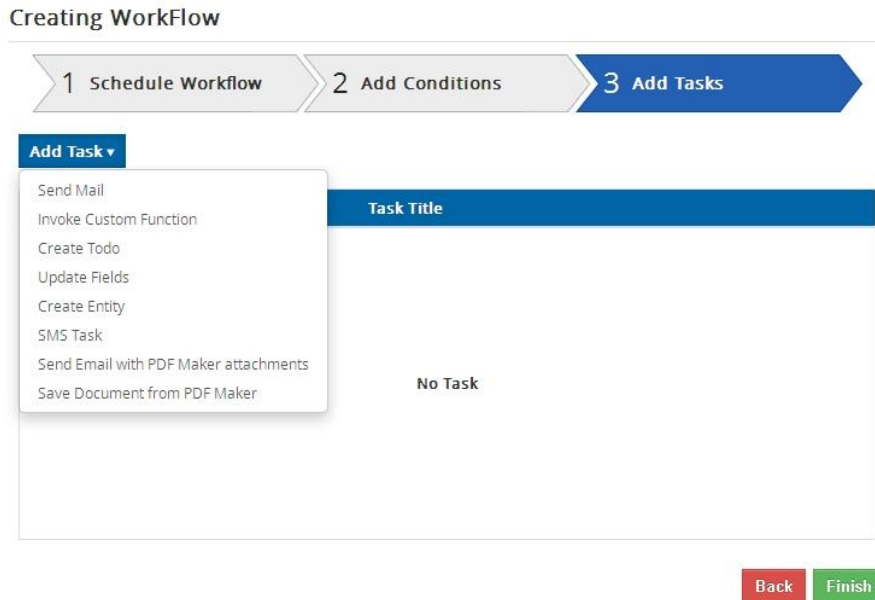 Creating WorkFlow
1 Schedule Workflow
2 Add Conditions
3 Add Tasks
Add Task ▾
Send Mail
Invoke Custom Function
Create Todo
Update Fields
Create Entity
SMS Task
Send Email with PDF Maker attachments
Save Document from PDF Maker
Task Title
No Task
Back
Finish